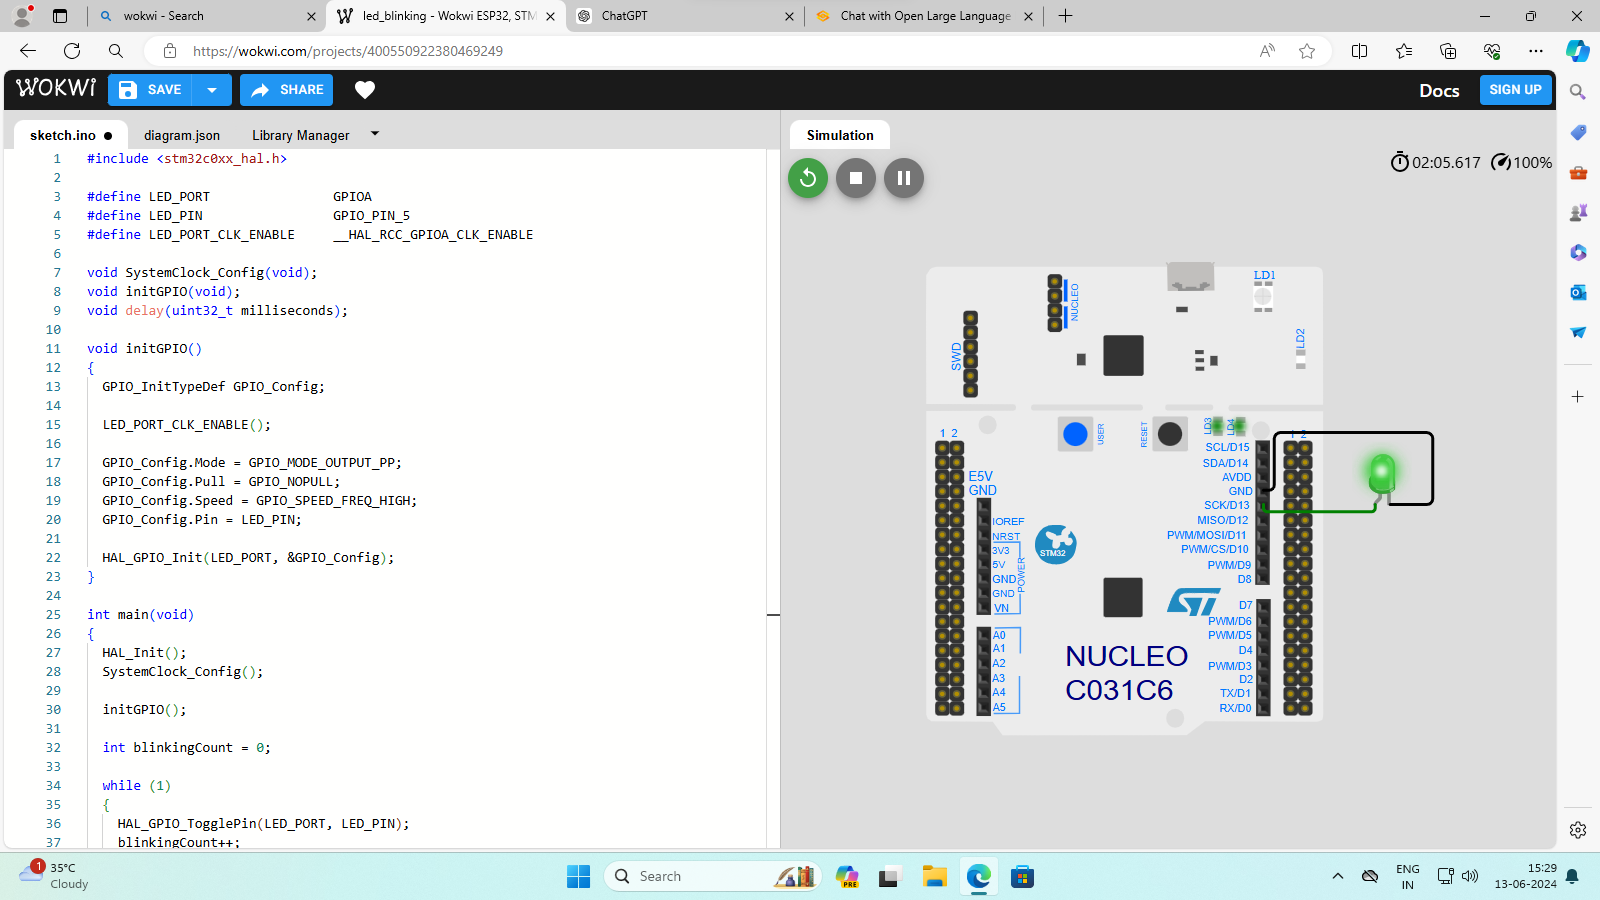 wokwi - Search
led_blinking - Wokwi ESP32, STM
ChatGPT
Chat with Open Large Language
https://wokwi.com/projects/400550922380469249
WOKWI
SAVE
SHARE
Docs
SIGN UP
sketch.ino
diagram.json
Library Manager
1 #include <stm32c0xx_hal.h>
2
3 #define LED_PORT GPIOA
4 #define LED_PIN GPIO_PIN_5
5 #define LED_PORT_CLK_ENABLE __HAL_RCC_GPIOA_CLK_ENABLE
6
7 void SystemClock_Config(void);
8 void initGPIO(void);
9 void delay(uint32_t milliseconds);
10
11 void initGPIO()
12 {
13 GPIO_InitTypeDef GPIO_Config;
14
15 LED_PORT_CLK_ENABLE();
16
17 GPIO_Config.Mode = GPIO_MODE_OUTPUT_PP;
18 GPIO_Config.Pull = GPIO_NOPULL;
19 GPIO_Config.Speed = GPIO_SPEED_FREQ_HIGH;
20 GPIO_Config.Pin = LED_PIN;
21
22 HAL_GPIO_Init(LED_PORT, &GPIO_Config);
23 }
24
25 int main(void)
26 {
27 HAL_Init();
28 SystemClock_Config();
29
30 initGPIO();
31
32 int blinkingCount = 0;
33
34 while (1)
35 {
36 HAL_GPIO_TogglePin(LED_PORT, LED_PIN);
37 blinkingCount++;
Simulation
02:05.617
100%
LD1
NUCLEO
LD2
SWD
USER
RESET
LD3
LD4
1 2
1 2
E5V
GND
IOREF
NRST
3V3
5V
GND
GND
VN
POWER
A0
A1
A2
A3
A4
A5
SCL/D15
SDA/D14
AVDD
GND
SCK/D13
MISO/D12
PWM/MOSI/D11
PWM/CS/D10
PWM/D9
D8
D7
PWM/D6
PWM/D5
D4
PWM/D3
D2
TX/D1
RX/D0
STM32
ST
NUCLEO
C031C6
1
35°C
Cloudy
Search
PRE
ENG
IN
15:29
13-06-2024